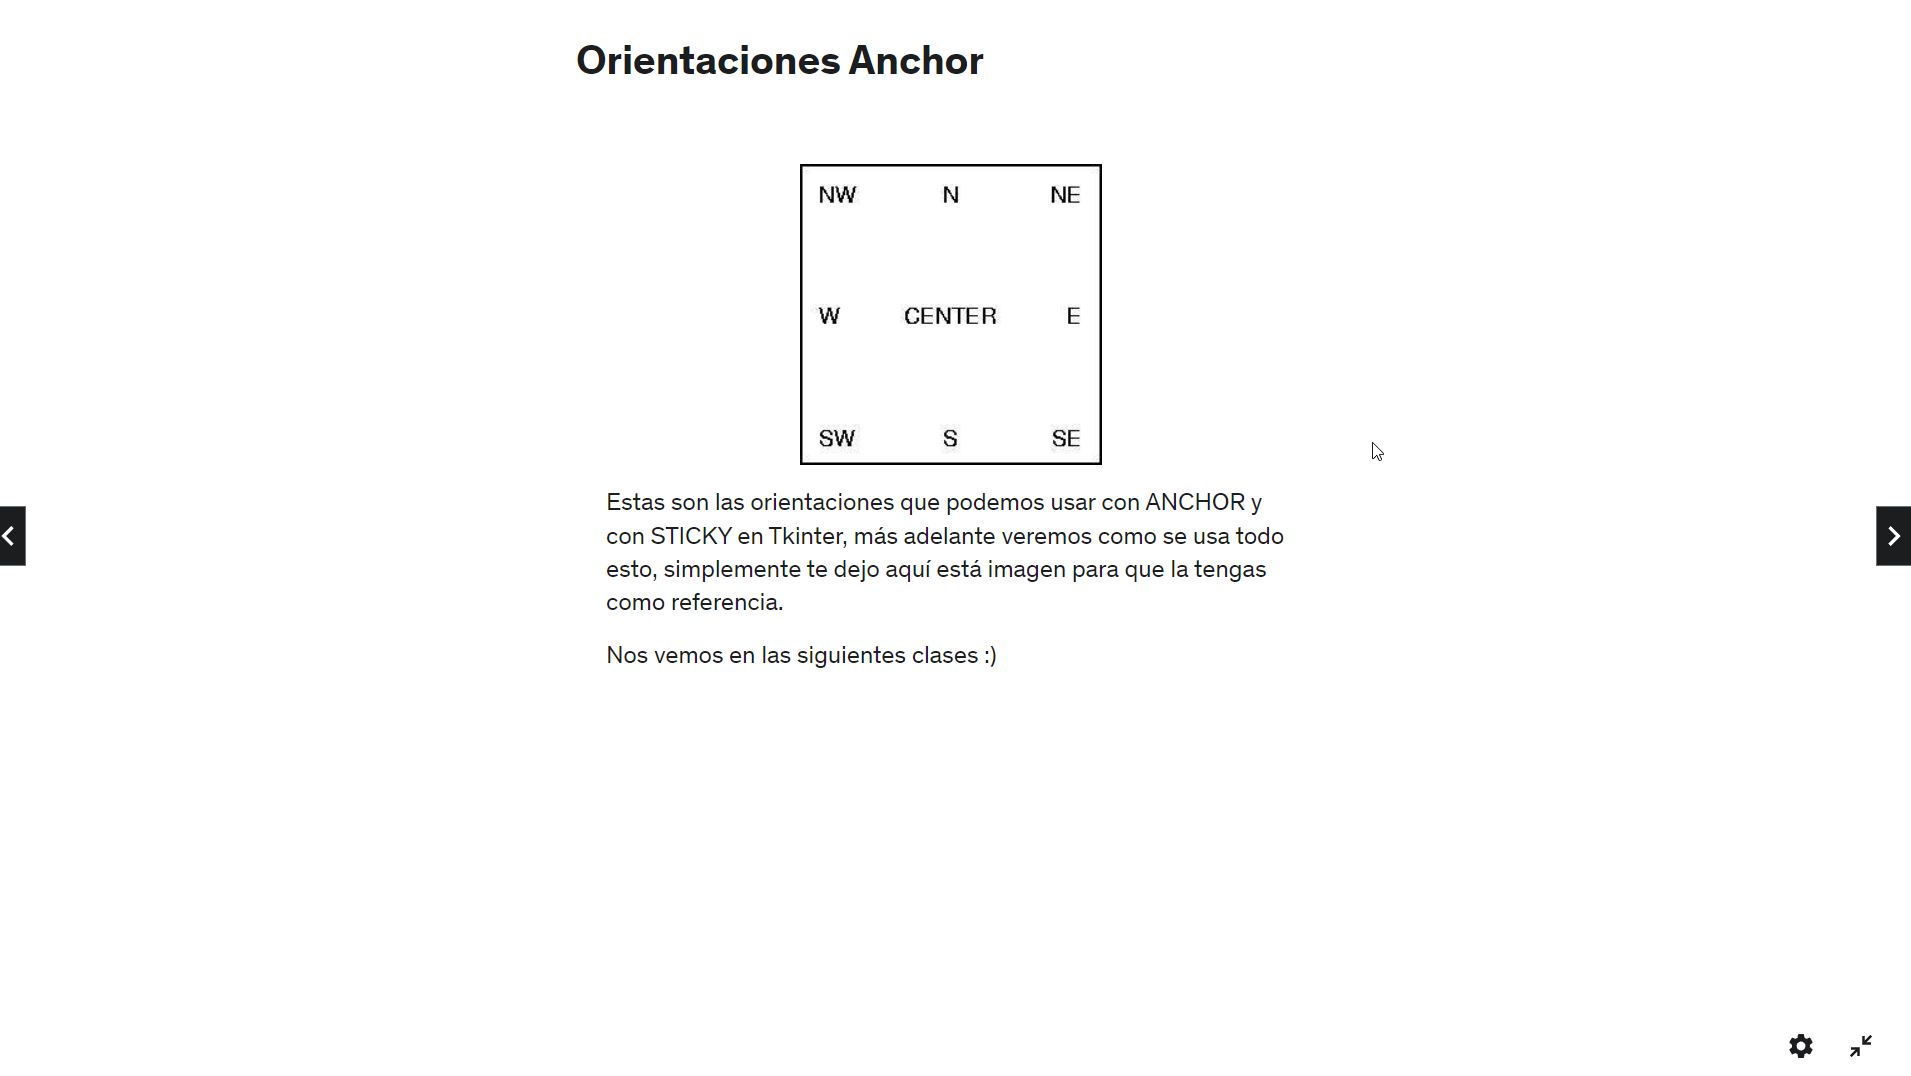 Orientaciones Anchor
NW N NE
W CENTER E
SW S SE
Estas son las orientaciones que podemos usar con ANCHOR y
con STICKY en Tkinter, más adelante veremos como se usa todo
esto, simplemente te dejo aquí está imagen para que la tengas
como referencia.
Nos vemos en las siguientes clases :)